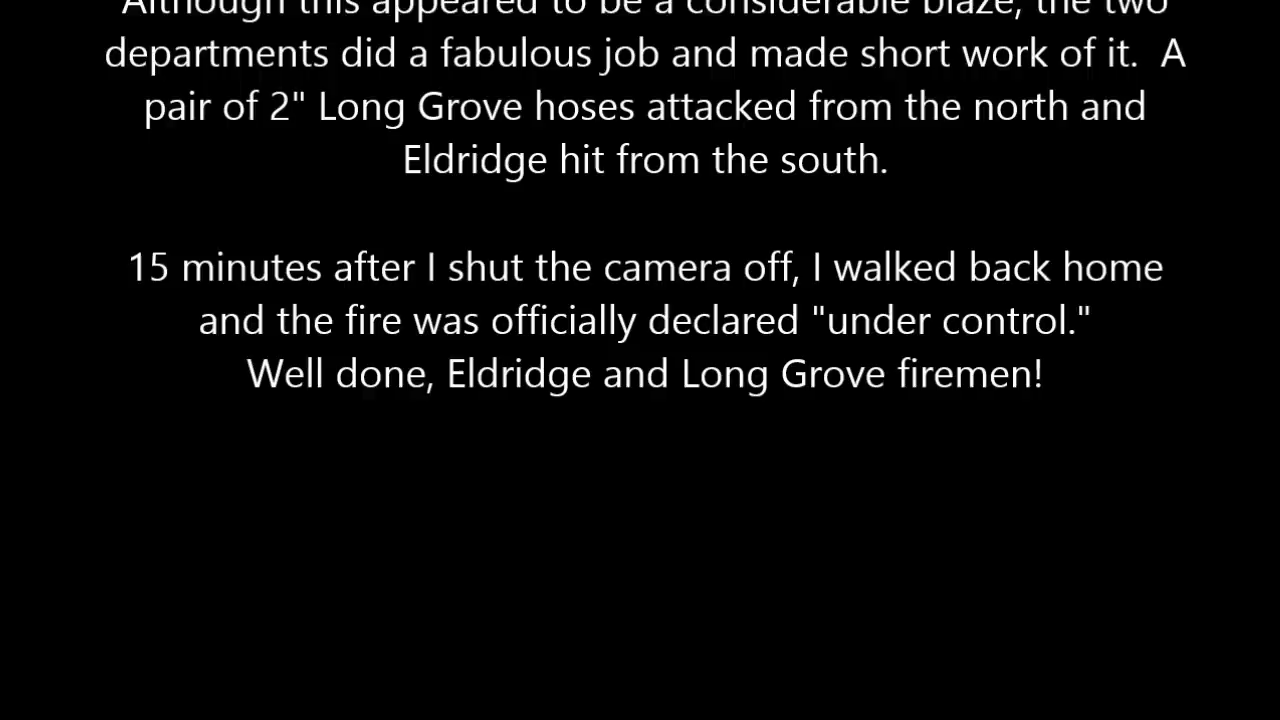 Although this appeared to be a considerable blaze, the two
departments did a fabulous job and made short work of it.  A
pair of 2" Long Grove hoses attacked from the north and
Eldridge hit from the south.
15 minutes after I shut the camera off, I walked back home
and the fire was officially declared "under control."
Well done, Eldridge and Long Grove firemen!